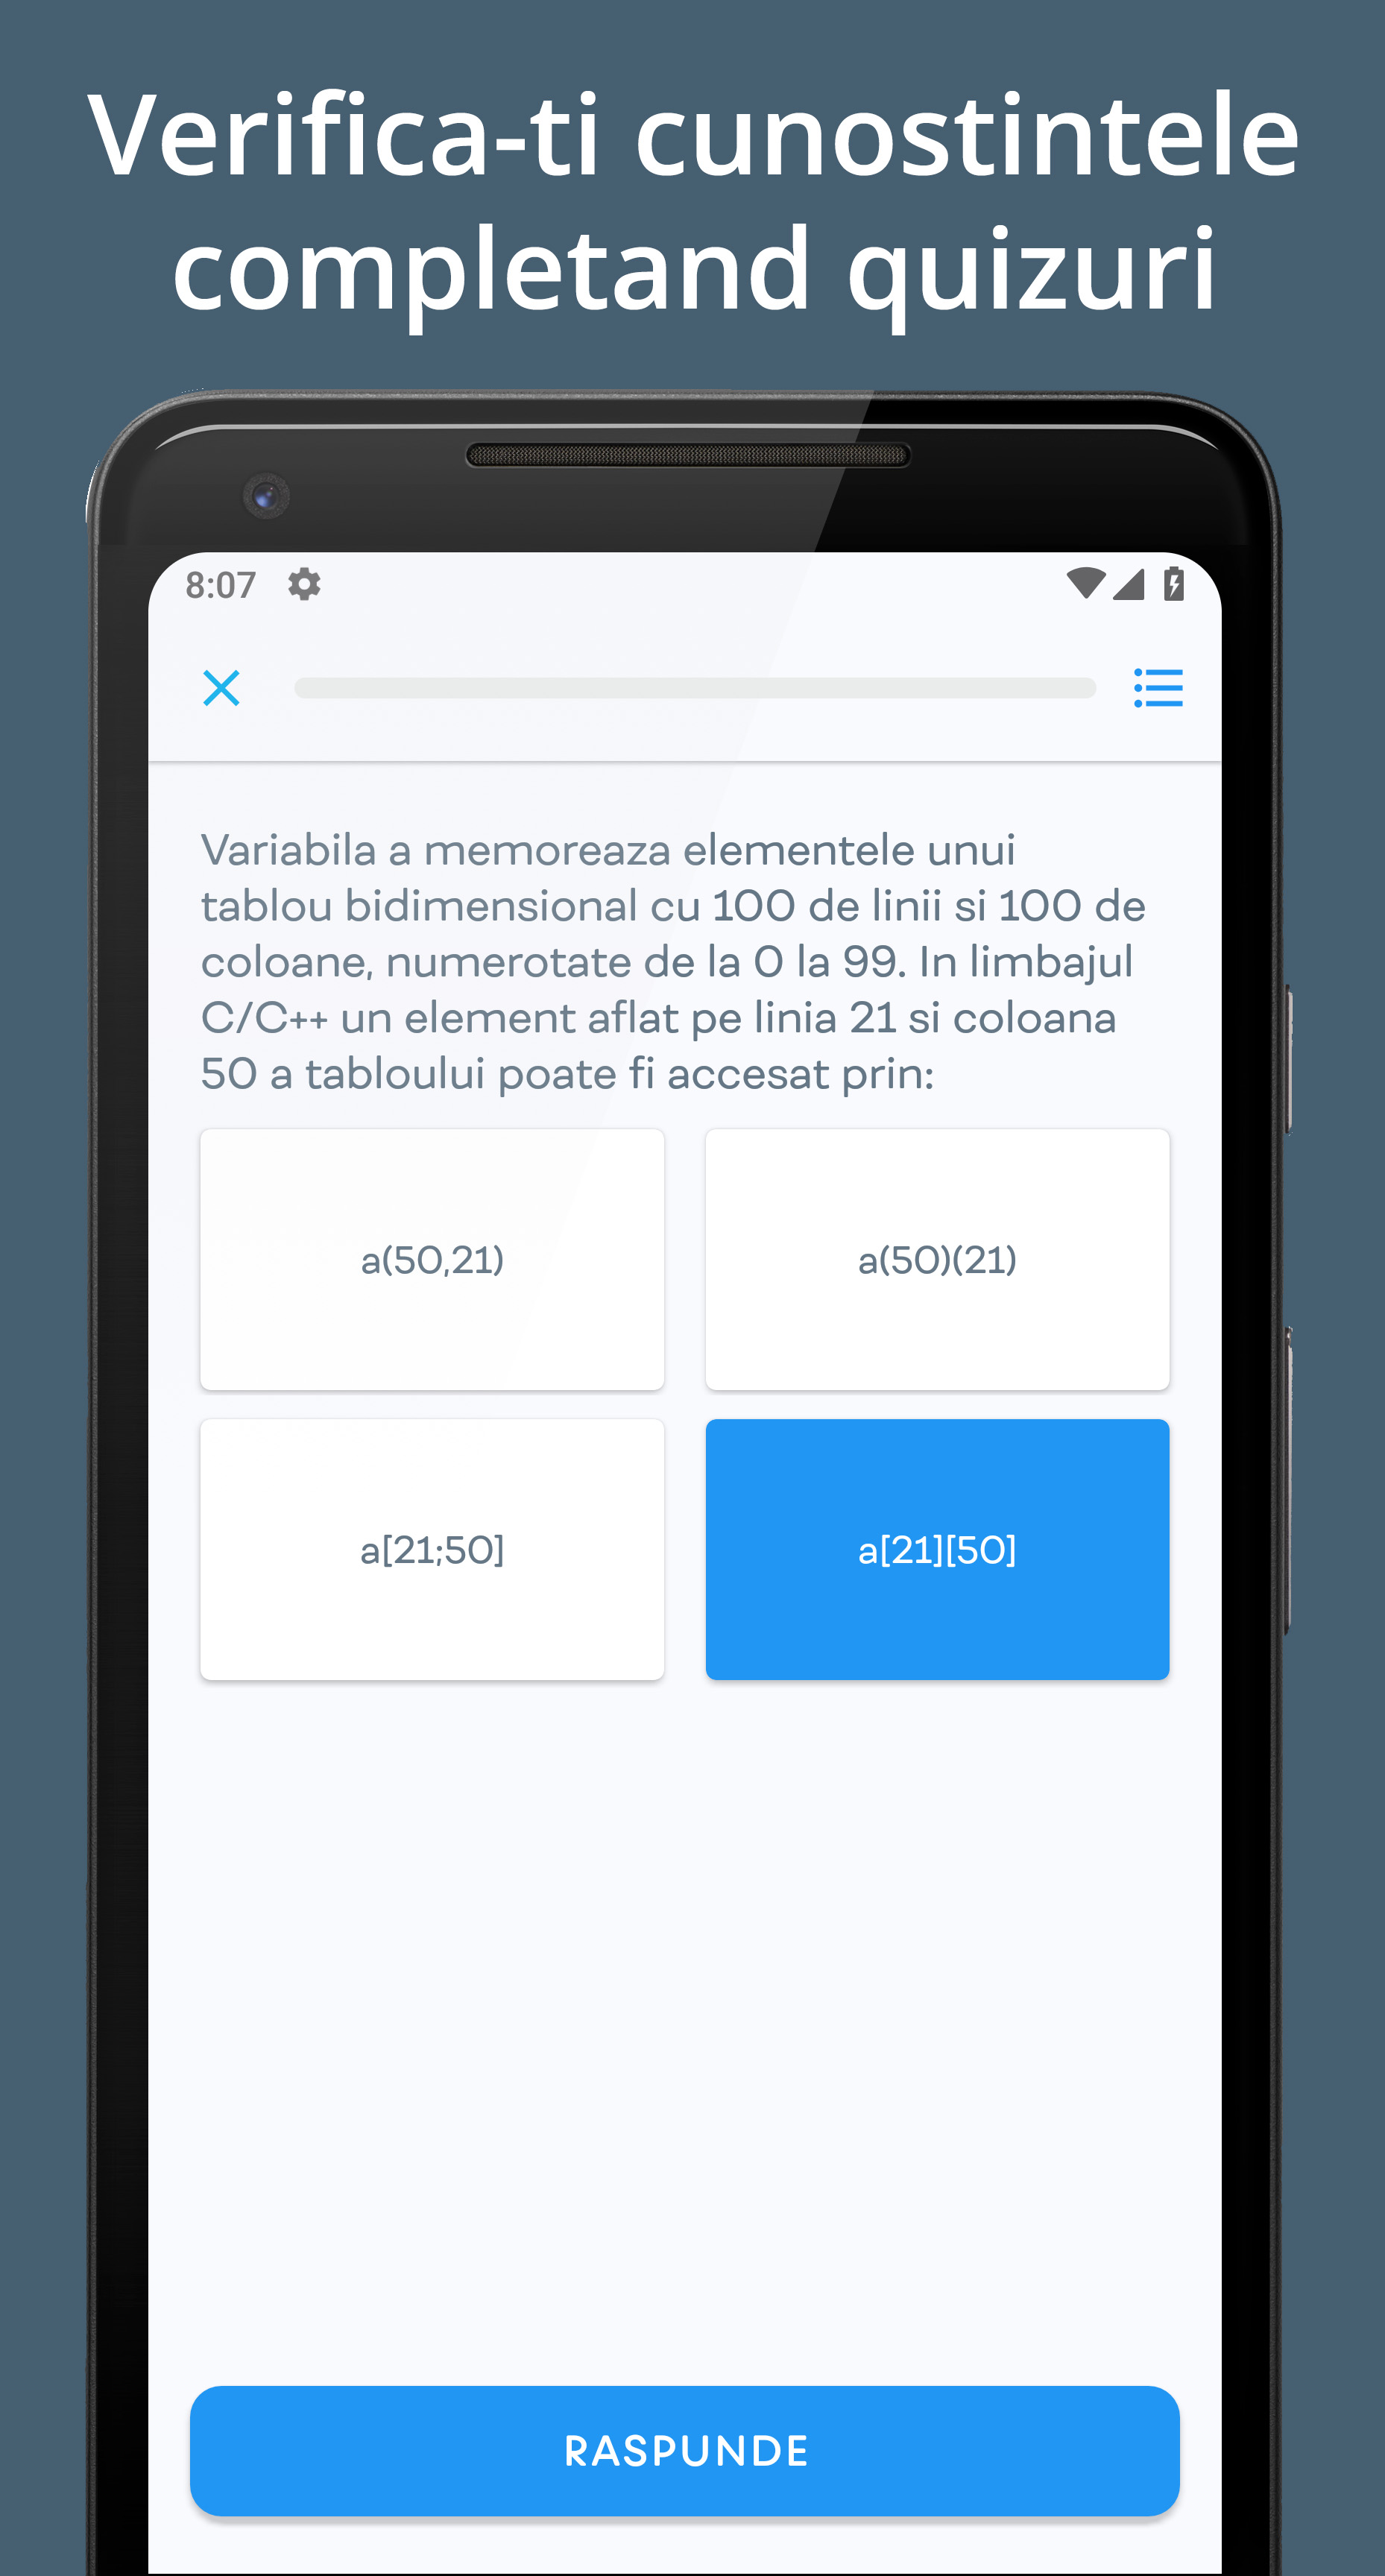 Verifica-ti cunostintele
completand quizuri
8:07
Variabila a memoreaza elementele unui
tablou bidimensional cu 100 de linii si 100 de
coloane, numerotate de la 0 la 99. In limbajul
C/C++ un element aflat pe linia 21 si coloana
50 a tabloului poate fi accesat prin:
a(50,21)
a(50)(21)
a[21;50]
a[21][50]
RASPUNDE